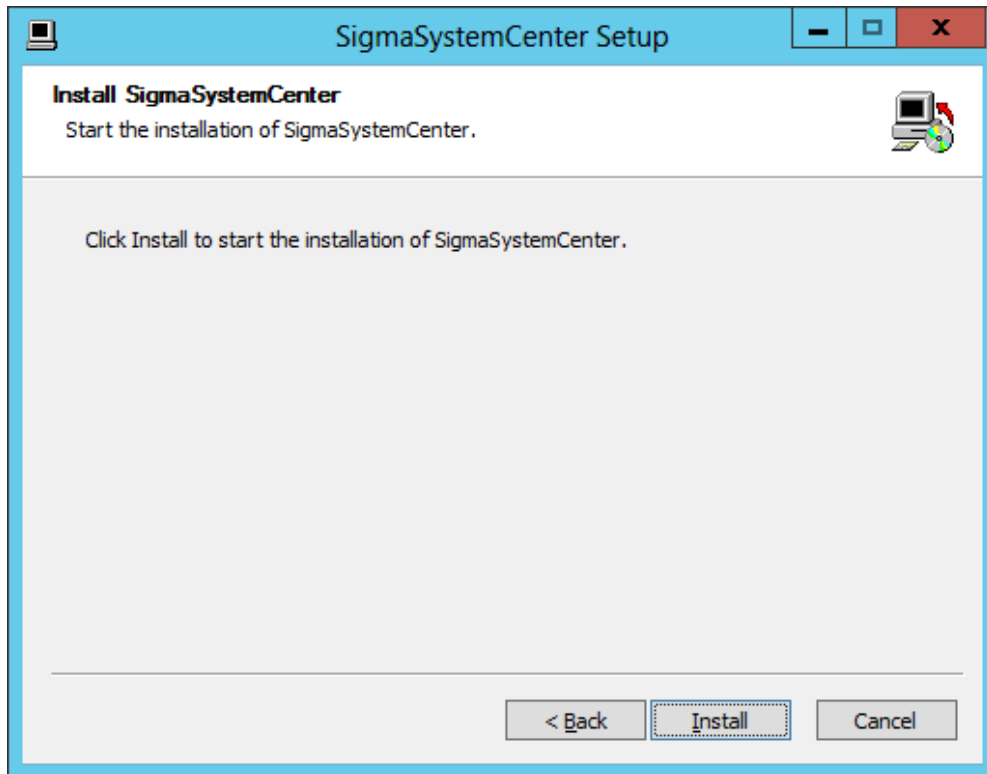 SigmaSystemCenter Setup
Install SigmaSystemCenter
Start the installation of SigmaSystemCenter.
Click Install to start the installation of SigmaSystemCenter.
< Back
Install
Cancel